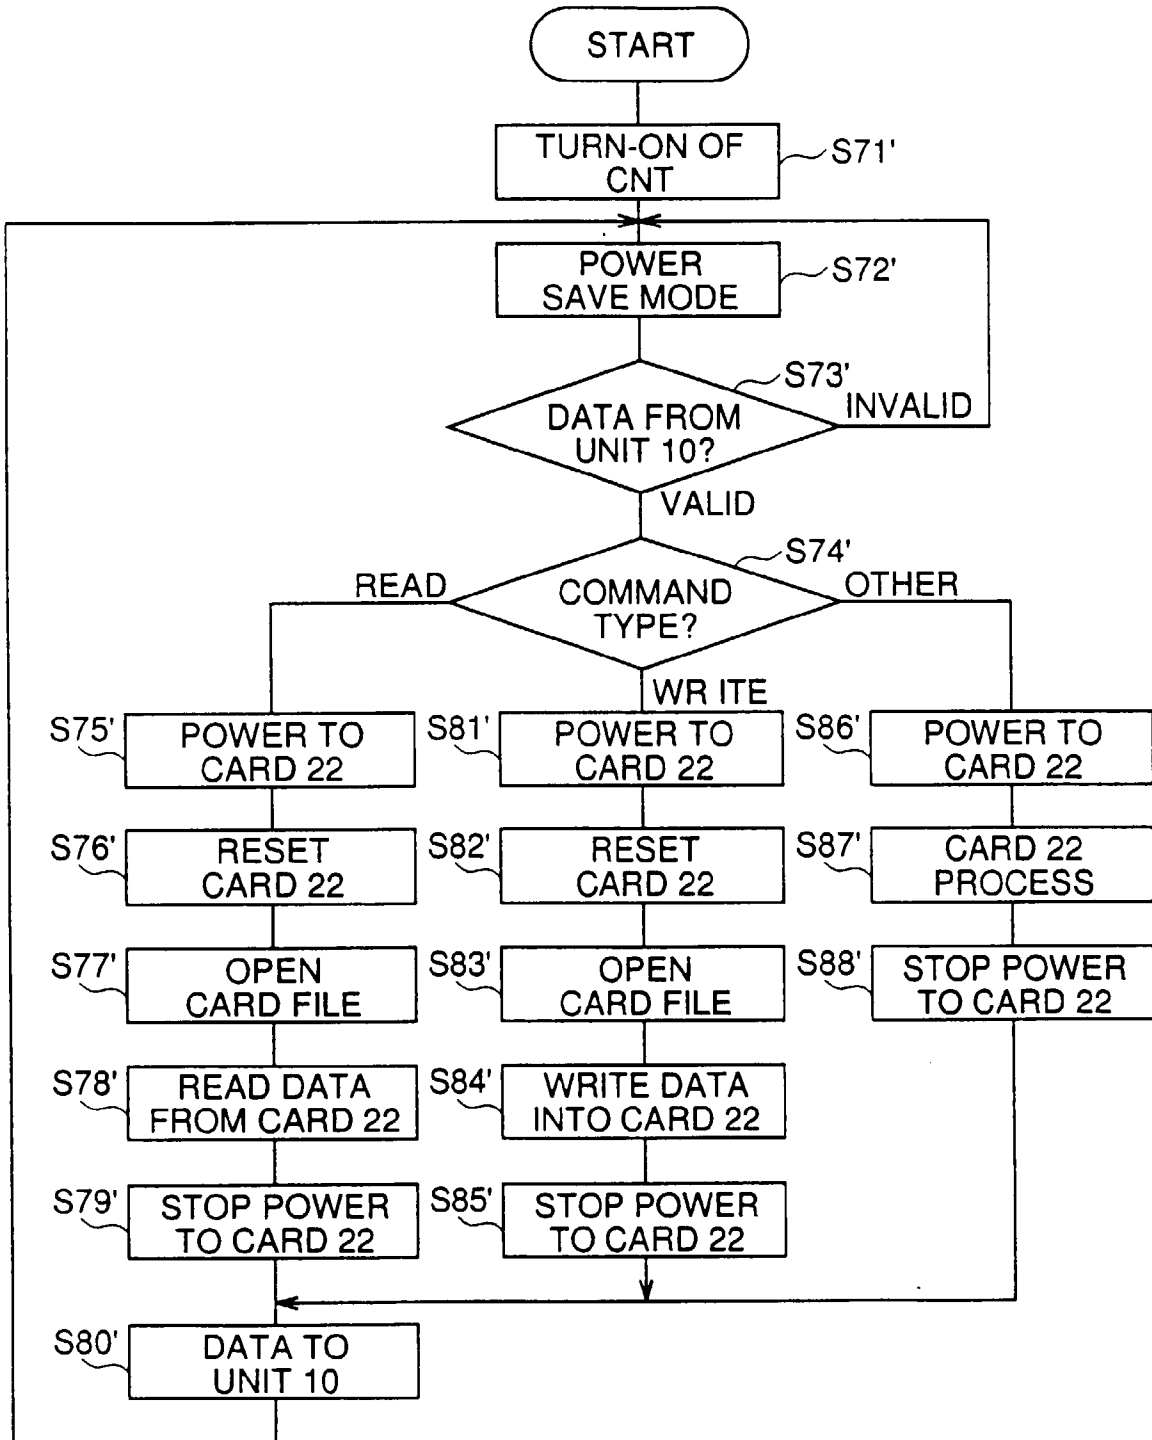 START
TURN-ON OF
CNT
S71'
POWER
SAVE MODE
S72'
S73'
DATA FROM
UNIT 10?
INVALID
VALID
S74'
COMMAND
TYPE?
READ
OTHER
WR ITE
S75'
POWER TO
CARD 22
S81'
POWER TO
CARD 22
S86'
POWER TO
CARD 22
S76'
RESET
CARD 22
S82'
RESET
CARD 22
S87'
CARD 22
PROCESS
S77'
OPEN
CARD FILE
S83'
OPEN
CARD FILE
S88'
STOP POWER
TO CARD 22
S78'
READ DATA
FROM CARD 22
S84'
WRITE DATA
INTO CARD 22
S79'
STOP POWER
TO CARD 22
S85'
STOP POWER
TO CARD 22
S80'
DATA TO
UNIT 10